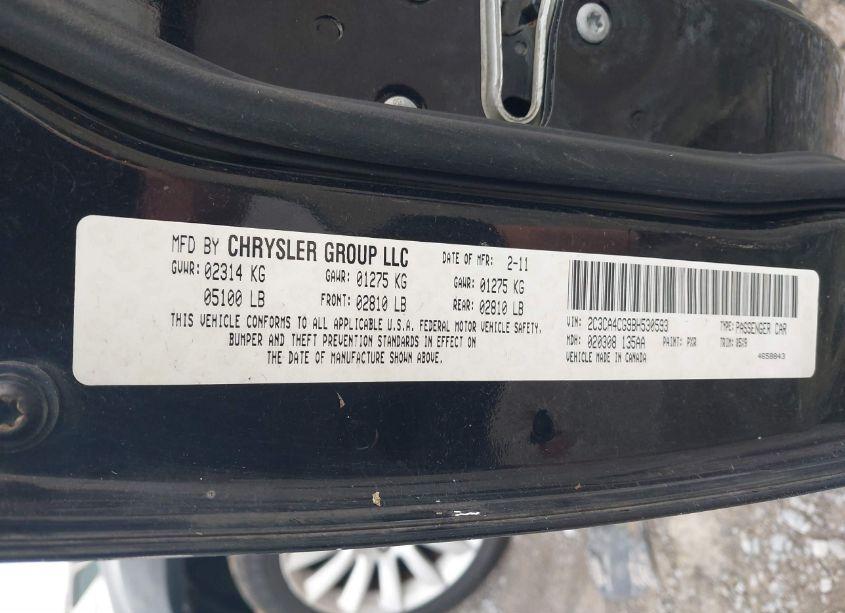 MFD BY CHRYSLER GROUP LLC DATE OF MFR: 2-11
GVWR: 02314 KG GAWR: 01275 KG GAWR: 01275 KG
05100 LB FRONT: 02810 LB REAR: 02810 LB
THIS VEHICLE CONFORMS TO ALL APPLICABLE U.S.A. FEDERAL MOTOR VEHICLE SAFETY,
BUMPER AND THEFT PREVENTION STANDARDS IN EFFECT ON
THE DATE OF MANUFACTURE SHOWN ABOVE.
VIN: 2C3CA4CG9BH530593 TYPE: PASSENGER CAR
MDH: 020308 135AA PAINT: PXR TRIM:
VEHICLE MADE IN CANADA 4658843